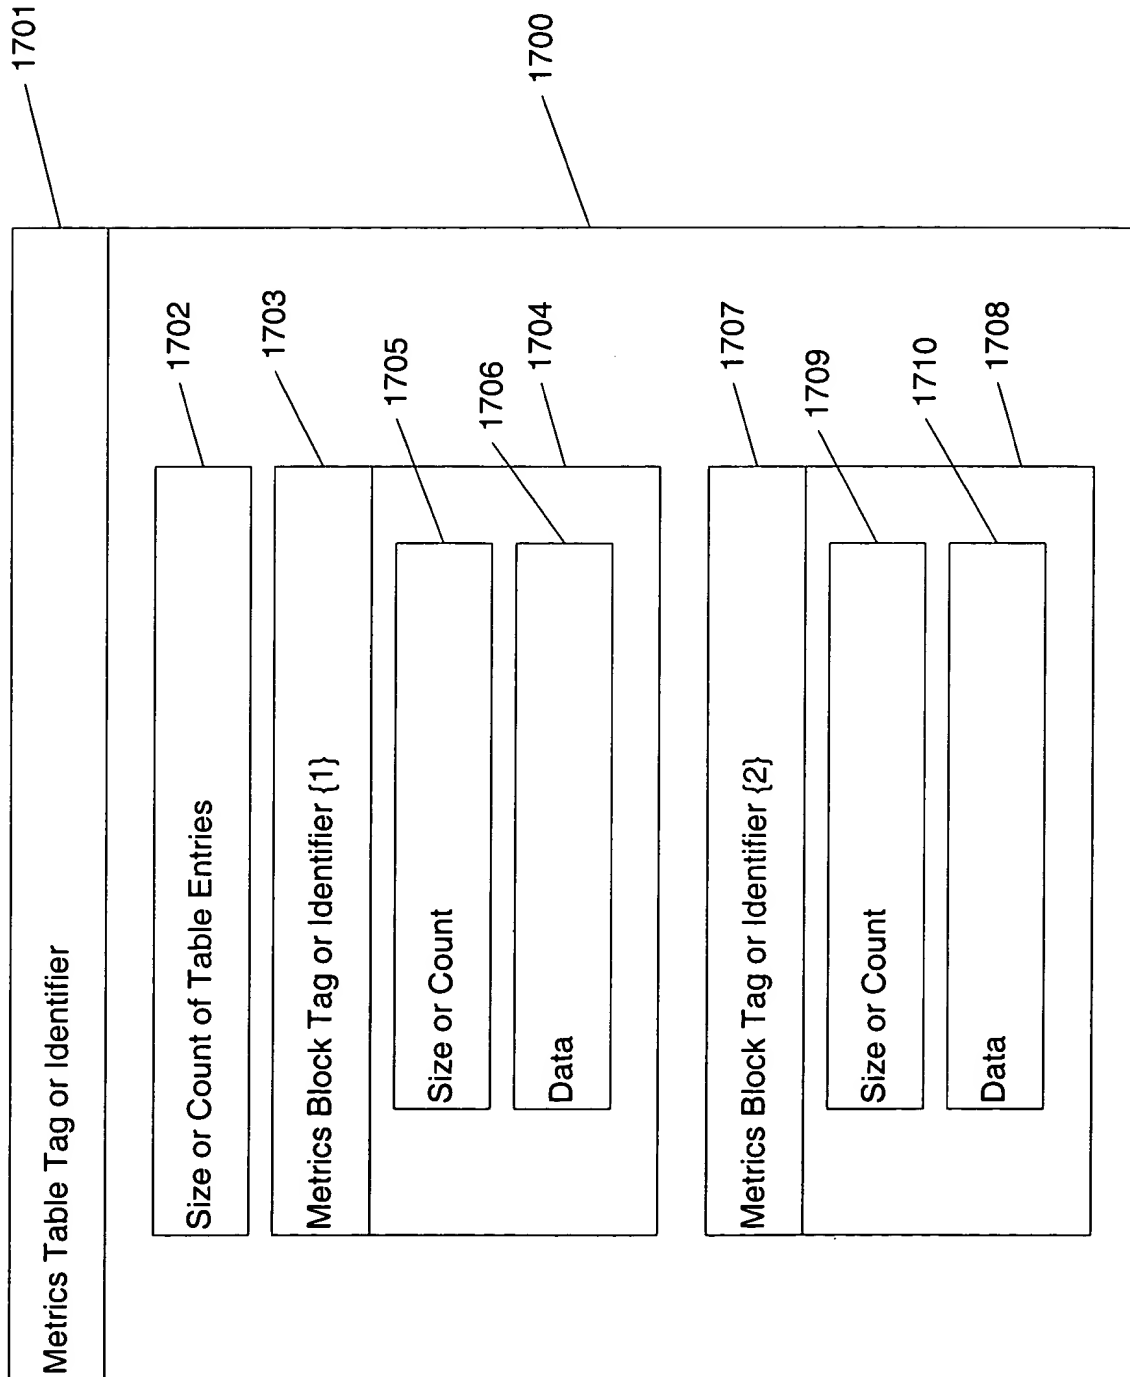 Metrics Table Tag or Identifier
1701
Size or Count of Table Entries
1702
Metrics Block Tag or Identifier {1}
1703
Size or Count
1705
Data
1706
1704
1700
Metrics Block Tag or Identifier {2}
1707
Size or Count
1709
Data
1710
1708